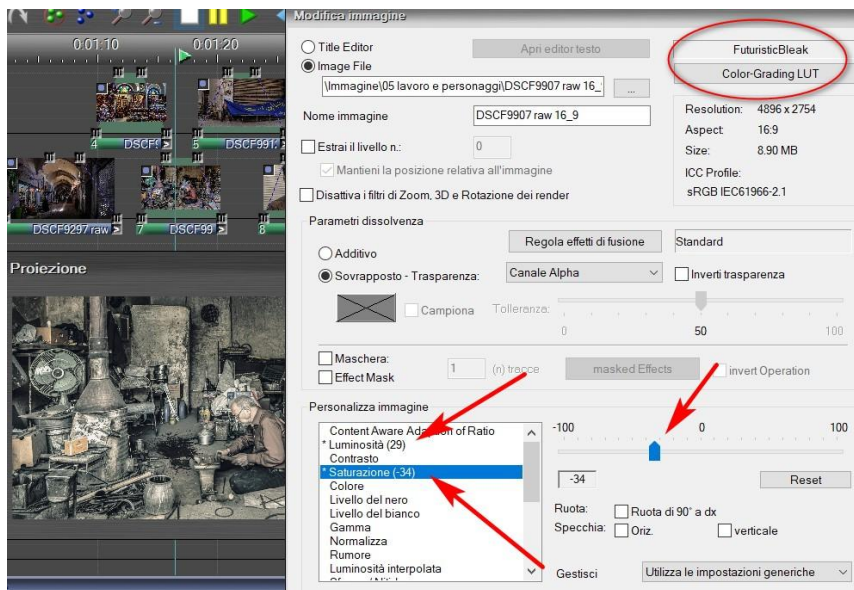 Modifica immagine
0:01:10
0:01:20
4 DSCF9
5 DSCF991
DSCF9297 raw
7 DSCF99
8
Proiezione
Title Editor
Apri editor testo
FuturisticBleak
Image File
\Immagine\05 lavoro e personaggi\DSCF9907 raw 16_
...
Color-Grading LUT
Nome immagine
DSCF9907 raw 16_9
Resolution: 4896 x 2754
Aspect: 16:9
Size: 8.90 MB
ICC Profile:
sRGB IEC61966-2.1
Estrai il livello n.:
0
Mantieni la posizione relativa all'immagine
Disattiva i filtri di Zoom, 3D e Rotazione dei render
Parametri dissolvenza
Additivo
Regola effetti di fusione
Standard
Sovrapposto - Trasparenza:
Canale Alpha
Inverti trasparenza
Campiona
Tolleranza:
0
50
100
Maschera:
Effect Mask
1
(n) tracce
masked Effects
invert Operation
Personalizza immagine
Content Aware of Ratio
* Luminosità (29)
Contrasto
* Saturazione (-34)
Colore
Livello del nero
Livello del bianco
Gamma
Normalizza
Rumore
Luminosità interpolata
-100
0
100
-34
Reset
Ruota:
Ruota di 90° a dx
Specchia:
Oriz.
verticale
Gestisci
Utilizza le impostazioni generiche